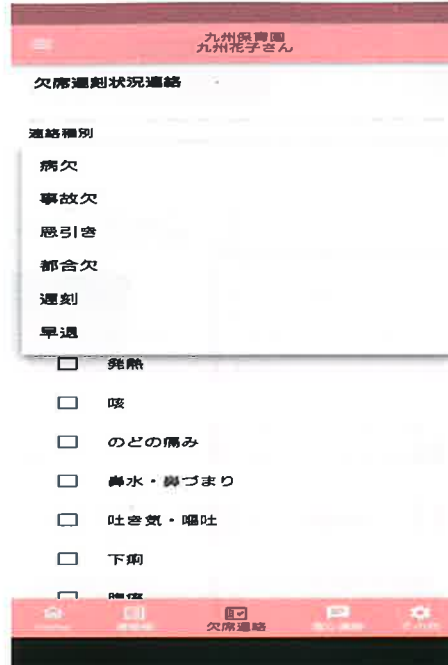 九州保育園
九州花子さん
欠席遅刻状況連絡
連絡種別
病欠
事故欠
忌引き
都合欠
遅刻
早退
発熱
咳
のどの痛み
鼻水・鼻づまり
吐き気・嘔吐
下痢
腹痛
欠席連絡